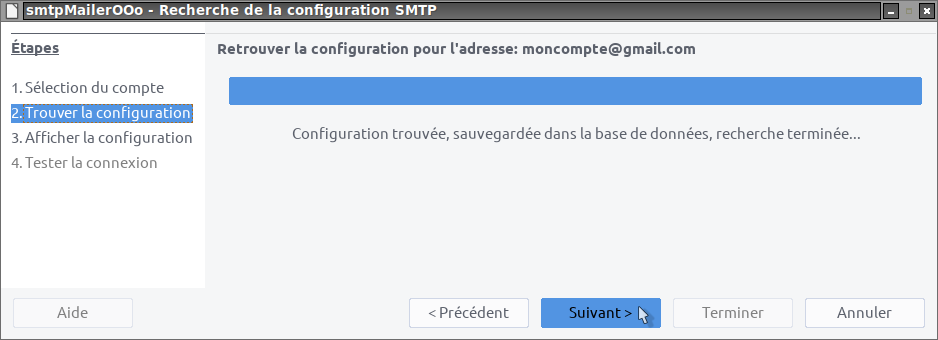 smtpMailerOOo - Recherche de la configuration SMTP
Étapes
1. Sélection du compte
2. Trouver la configuration
3. Afficher la configuration
4. Tester la connexion
Retrouver la configuration pour l'adresse: moncompte@gmail.com
Configuration trouvée, sauvegardée dans la base de données, recherche terminée...
Aide
< Précédent
Suivant >
Terminer
Annuler